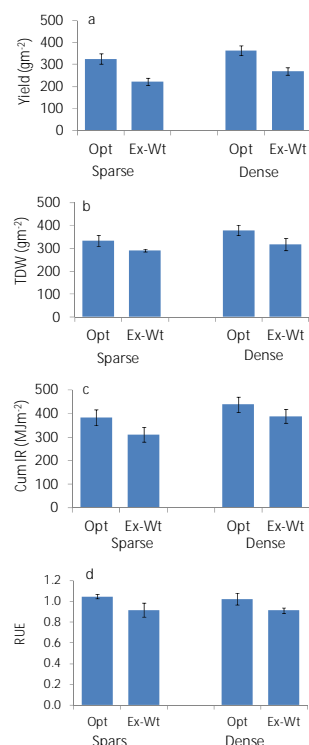 a
Yield (gm-2)
500
400
300
200
100
0
Opt Ex-Wt Opt Ex-Wt
Sparse Dense
b
TDW (gm-2)
500
400
300
200
100
0
Opt Ex-Wt Opt Ex-Wt
Sparse Dense
c
Cum IR (MJm-2)
500
400
300
200
100
0
Opt Ex-Wt Opt Ex-Wt
Sparse Dense
d
RUE
1.2
1.0
0.8
0.6
0.4
0.2
0.0
Opt Ex-Wt Opt Ex-Wt
Spars Dense